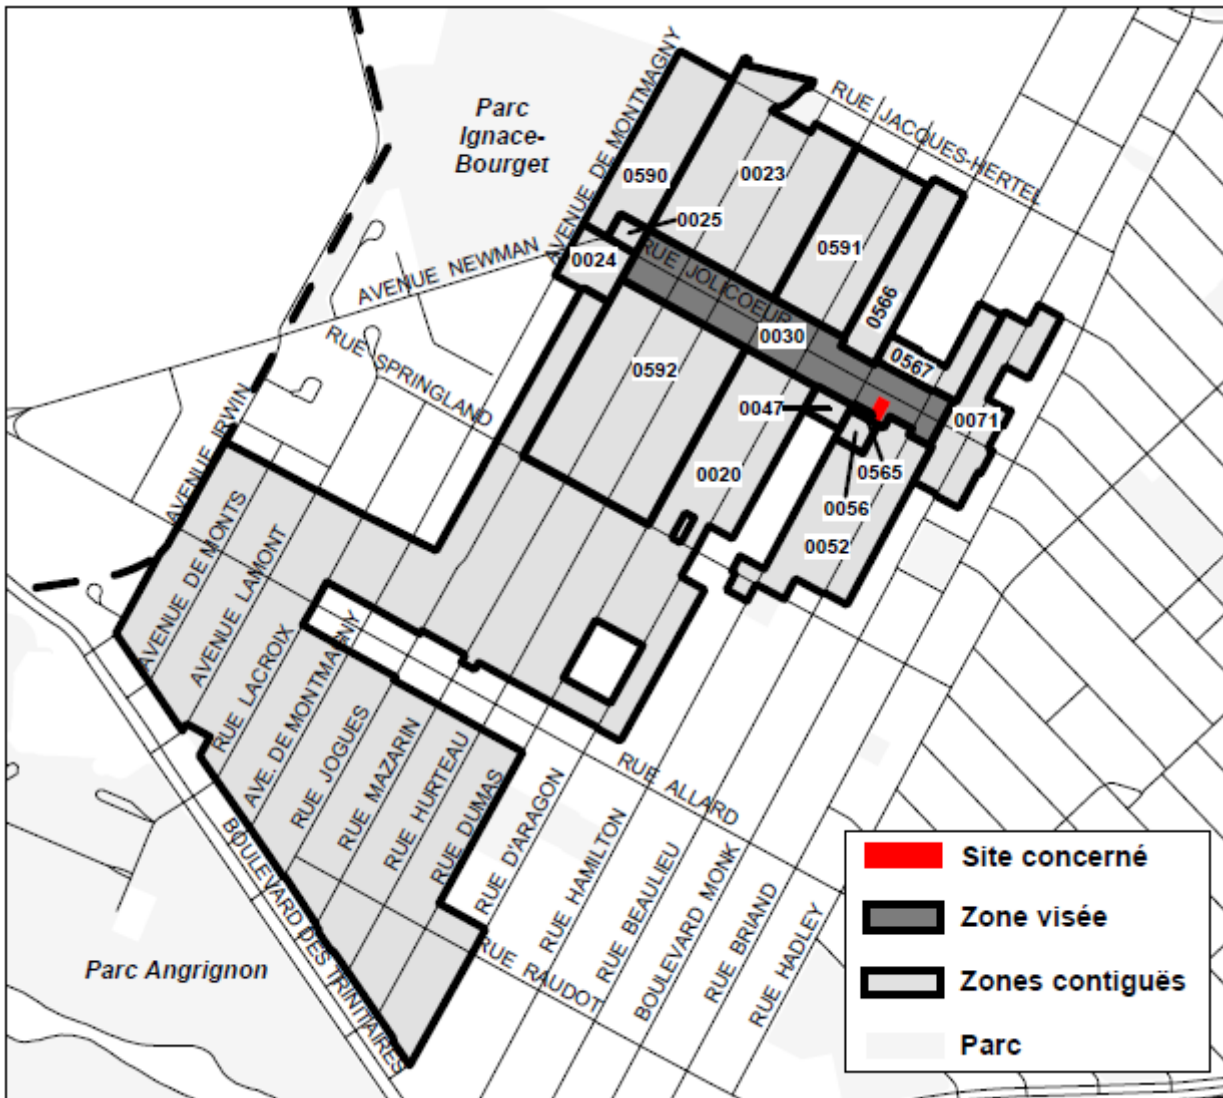 AVENUE DE MONTMAGNY
Parc
Ignace-
Bourget
RUE JACQUES-HERTEL
0590
0023
0025
0591
AVENUE NEWMAN
0024
RUE JOLICOEUR
0566
0030
0567
RUE SPRINGLAND
0592
0047
0071
AVENUE IRWIN
0020
0565
0056
0052
AVENUE DE MONTS
AVENUE LAMONT
RUE LACROIX
AVE. DE MONTMAGNY
RUE JOGUES
RUE MAZARIN
RUE HURTEAU
RUE DUMAS
RUE D'ARAGON
RUE HAMILTON
RUE BEAULIEU
BOULEVARD MONK
RUE BRIAND
RUE HADLEY
RUE ALLARD
RUE RAUDOT
BOULEVARD DES TRINITAIRES
Parc Angrignon
Site concerné
Zone visée
Zones contiguës
Parc